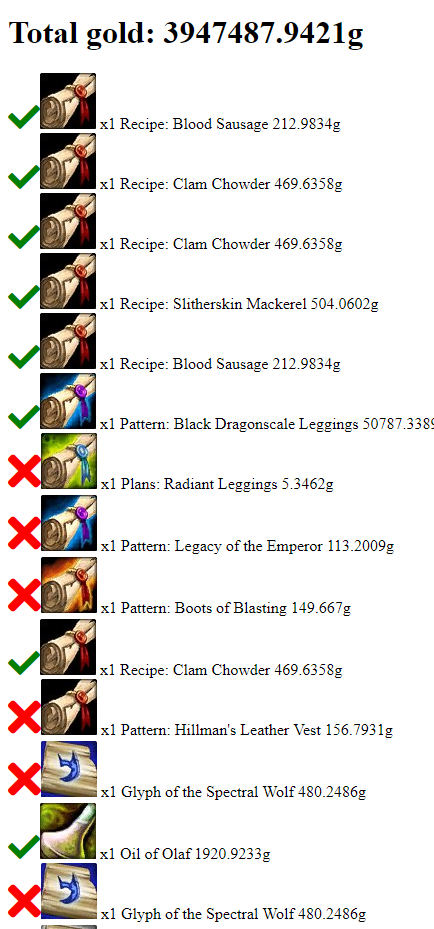 Total gold: 3947487.9421g
x1 Recipe: Blood Sausage 212.9834g
x1 Recipe: Clam Chowder 469.6358g
x1 Recipe: Clam Chowder 469.6358g
x1 Recipe: Slitherskin Mackerel 504.0602g
x1 Recipe: Blood Sausage 212.9834g
x1 Pattern: Black Dragonscale Leggings 50787.3389
x1 Plans: Radiant Leggings 5.3462g
x1 Pattern: Legacy of the Emperor 113.2009g
x1 Pattern: Boots of Blasting 149.667g
x1 Recipe: Clam Chowder 469.6358g
x1 Pattern: Hillman's Leather Vest 156.7931g
x1 Glyph of the Spectral Wolf 480.2486g
x1 Oil of Olaf 1920.9233g
x1 Glyph of the Spectral Wolf 480.2486g